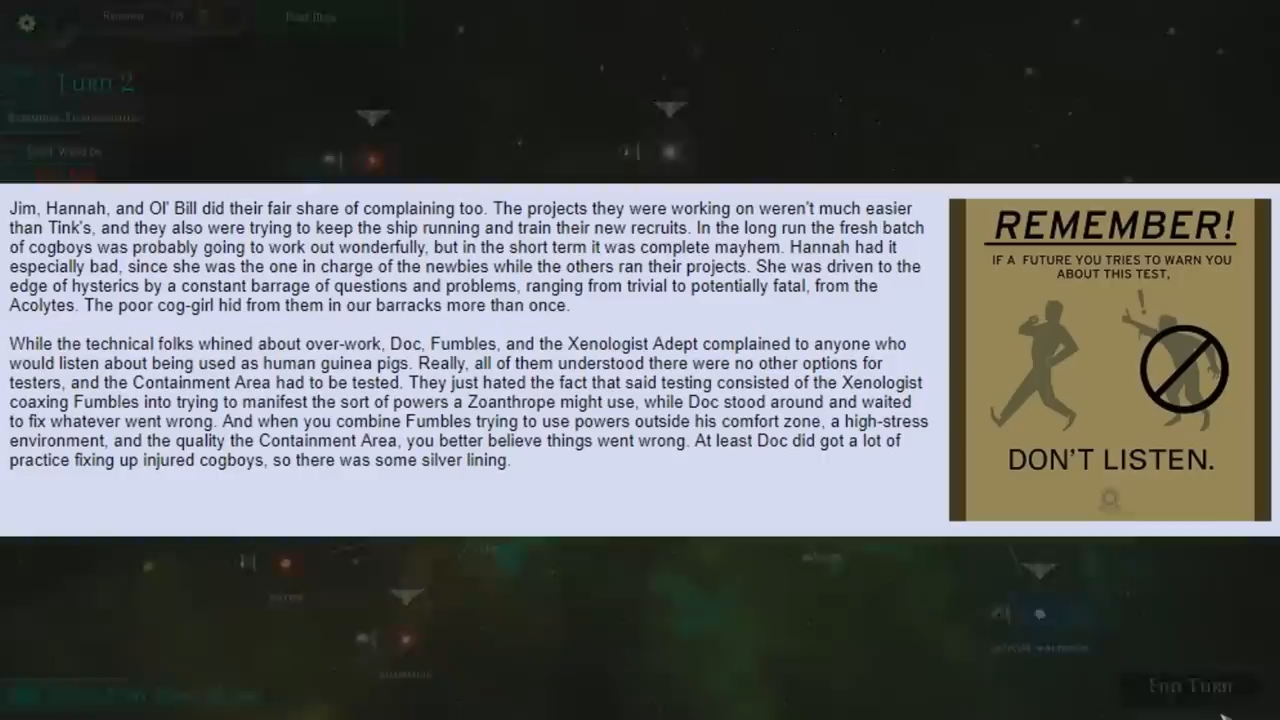 Turn 2
Jim, Hannah, and Ol' Bill did their fair share of complaining too. The projects they were working on weren't much easier
than Tink's, and they also were trying to keep the ship running and train their new recruits. In the long run the fresh batch
of cogboys was probably going to work out wonderfully, but in the short term it was complete mayhem. Hannah had it
especially bad, since she was the one in charge of the newbies while the others ran their projects. She was driven to the
edge of hysterics by a constant barrage of questions and problems, ranging from trivial to potentially fatal, from the
Acolytes. The poor cog-girl hid from them in our barracks more than once.
While the technical folks whined about over-work, Doc, Fumbles, and the Xenologist Adept complained to anyone who
would listen about being used as human guinea pigs. Really, all of them understood there were no other options for
testers, and the Containment Area had to be tested. They just hated the fact that said testing consisted of the Xenologist
coaxing Fumbles into trying to manifest the sort of powers a Zoanthrope might use, while Doc stood around and waited
to fix whatever went wrong. And when you combine Fumbles trying to use powers outside his comfort zone, a high-stress
environment, and the quality the Containment Area, you better believe things went wrong. At least Doc did got a lot of
practice fixing up injured cogboys, so there was some silver lining.
REMEMBER!
IF A FUTURE YOU TRIES TO WARN YOU
ABOUT THIS TEST,
DON'T LISTEN.
End Turn